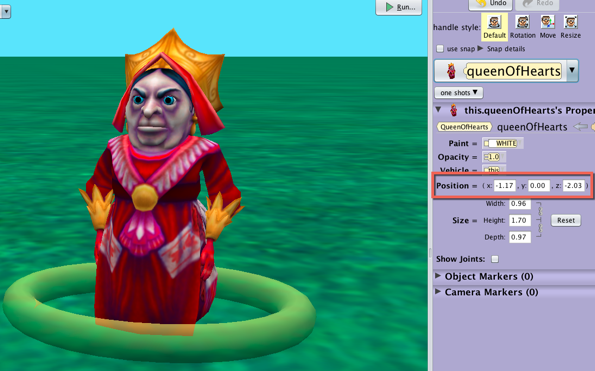 Run...
Undo
Redo
handle style:
Default
Rotation
Move
Resize
use snap
Snap details
queenOfHearts
one shots
this.queenOfHearts's Proper
QueenOfHearts
queenOfHearts
Paint =
WHITE
Opacity =
1.0
Vehicle =
this
Position = ( x: -1.17 , y: 0.00 , z: -2.03 )
Width: 0.96
Size =
Height: 1.70
Reset
Depth: 0.97
Show Joints:
Object Markers (0)
Camera Markers (0)